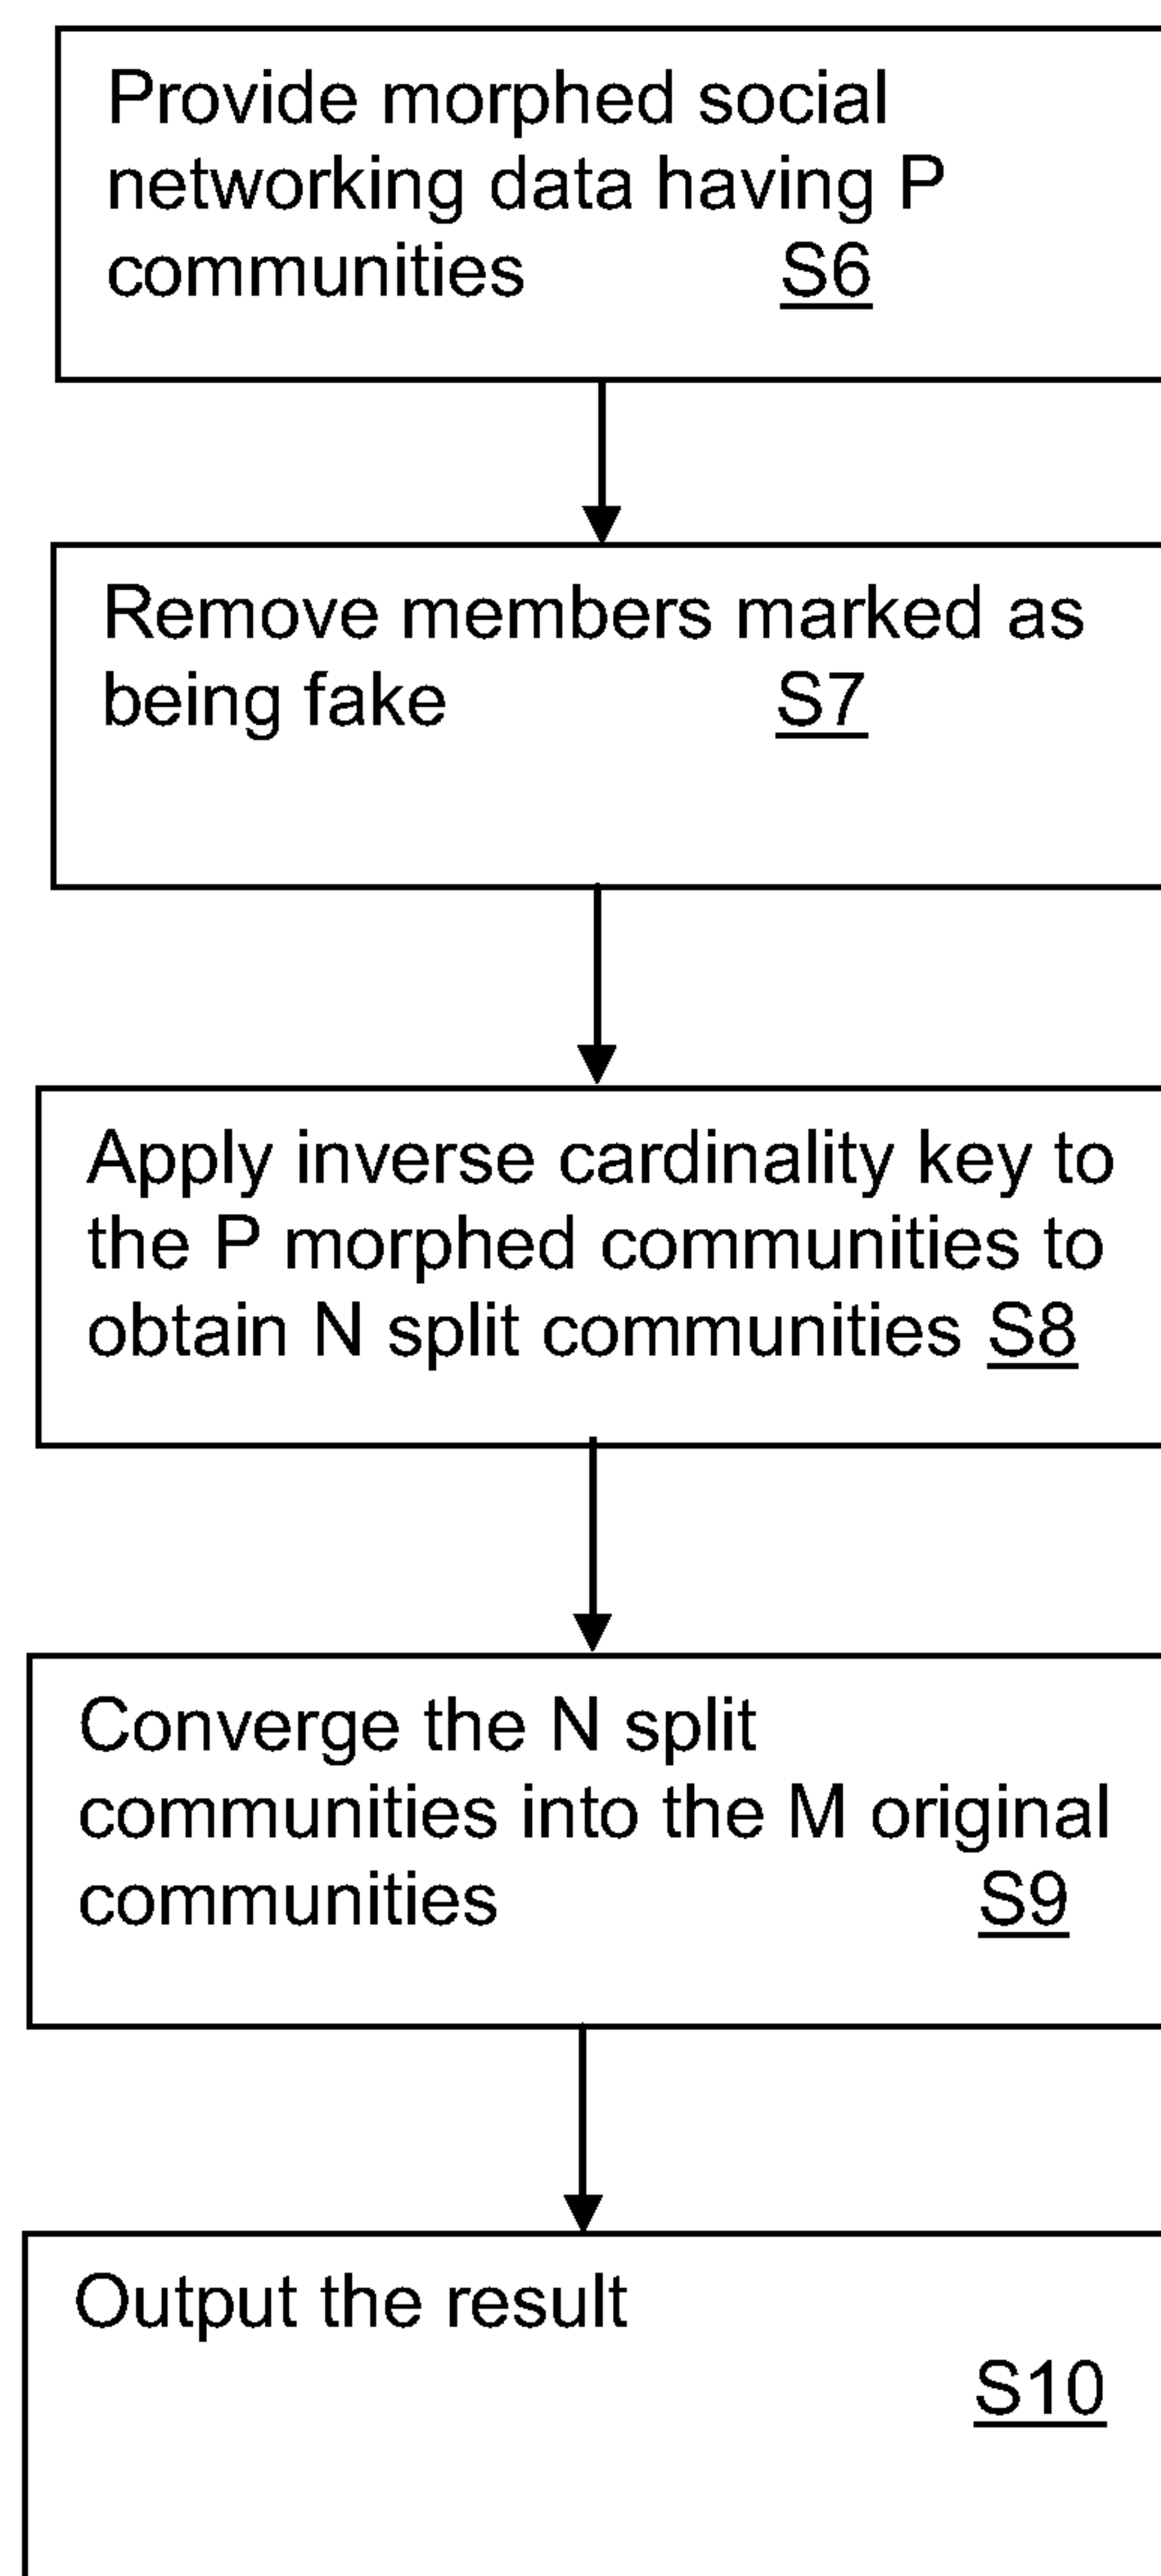 Provide morphed social
networking data having P
communities S6
Remove members marked as
being fake S7
Apply inverse cardinality key to
the P morphed communities to
obtain N split communities S8
Converge the N split
communities into the M original
communities S9
Output the result
S10